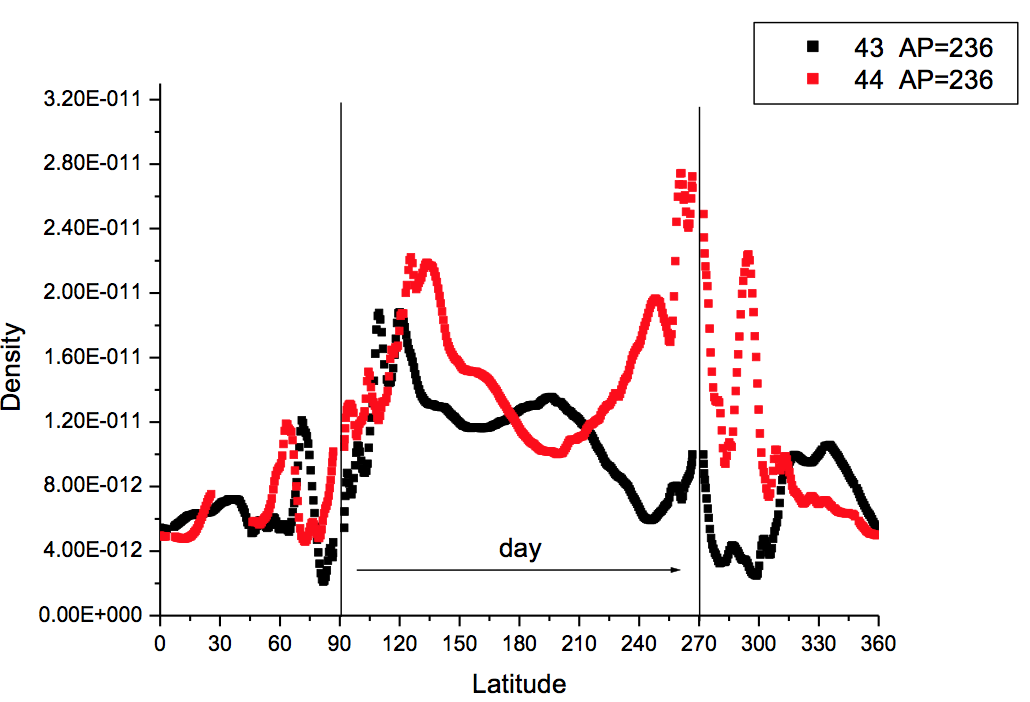 43 AP=236
44 AP=236
3.20E-011
2.80E-011
2.40E-011
2.00E-011
1.60E-011
1.20E-011
8.00E-012
4.00E-012
0.00E+000
Density
day
0 30 60 90 120 150 180 210 240 270 300 330 360
Latitude